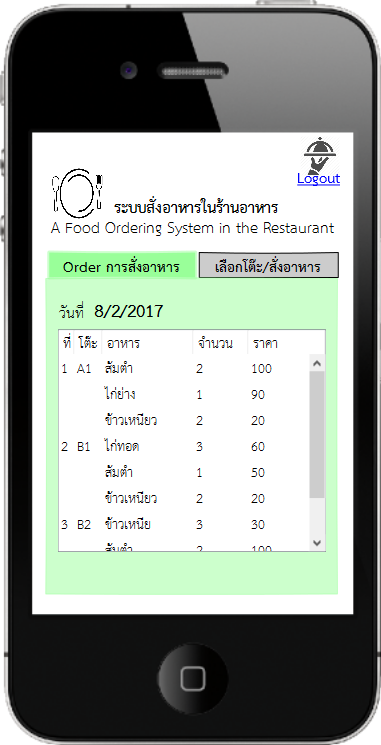 Logout
ระบบสั่งอาหารในร้านอาหาร
A Food Ordering System in the Restaurant
Order การสั่งอาหาร เลือกโต๊ะ/สั่งอาหาร
วันที่ 8/2/2017
ที่ โต๊ะ อาหาร จำนวน ราคา
1 A1 ส้มตำ 2 100
ไก่ย่าง 1 90
ข้าวเหนียว 2 20
2 B1 ไก่ทอด 3 60
ส้มตำ 1 50
ข้าวเหนียว 2 20
3 B2 ข้าวเหนีย 3 30
ส้มตำ 2 100